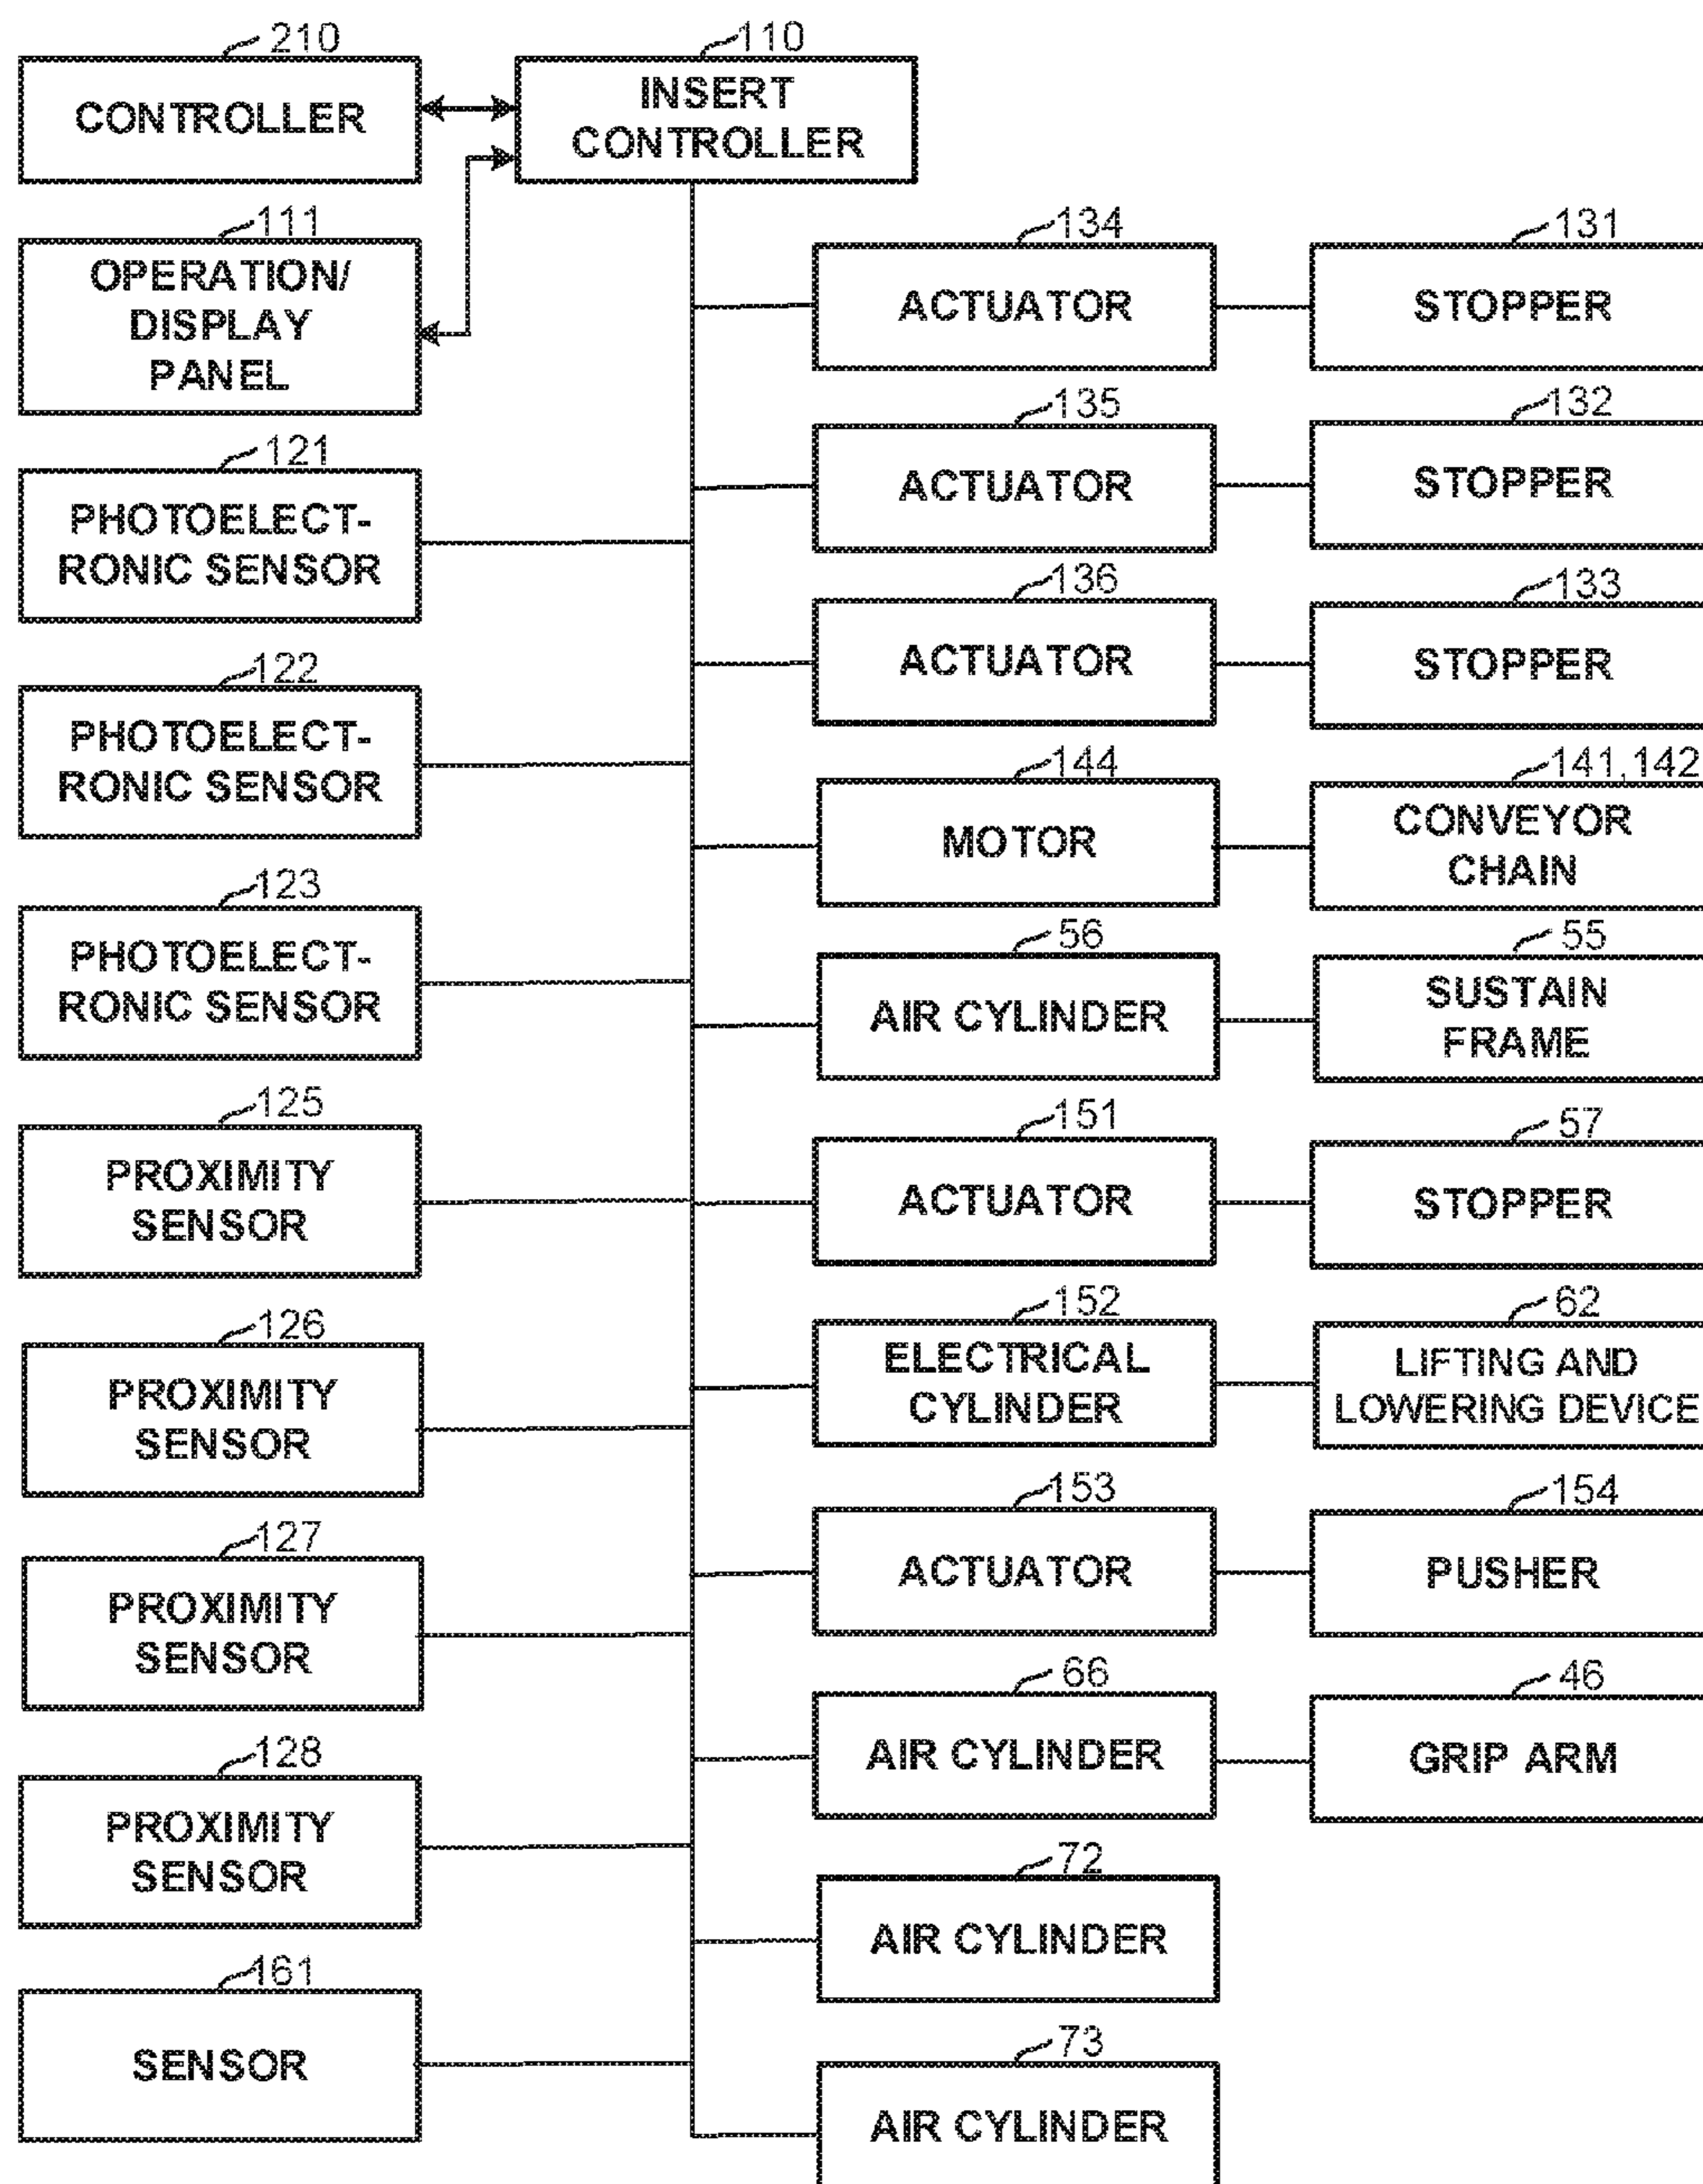 210
CONTROLLER
110
INSERT
CONTROLLER
111
OPERATION/
DISPLAY
PANEL
121
PHOTOELECT-
RONIC SENSOR
122
PHOTOELECT-
RONIC SENSOR
123
PHOTOELECT-
RONIC SENSOR
125
PROXIMITY
SENSOR
126
PROXIMITY
SENSOR
127
PROXIMITY
SENSOR
128
PROXIMITY
SENSOR
161
SENSOR
134
ACTUATOR
131
STOPPER
135
ACTUATOR
132
STOPPER
136
ACTUATOR
133
STOPPER
144
MOTOR
141,142
CONVEYOR
CHAIN
56
AIR CYLINDER
55
SUSTAIN
FRAME
151
ACTUATOR
57
STOPPER
152
ELECTRICAL
CYLINDER
62
LIFTING AND
LOWERING DEVICE
153
ACTUATOR
154
PUSHER
66
AIR CYLINDER
46
GRIP ARM
72
AIR CYLINDER
73
AIR CYLINDER